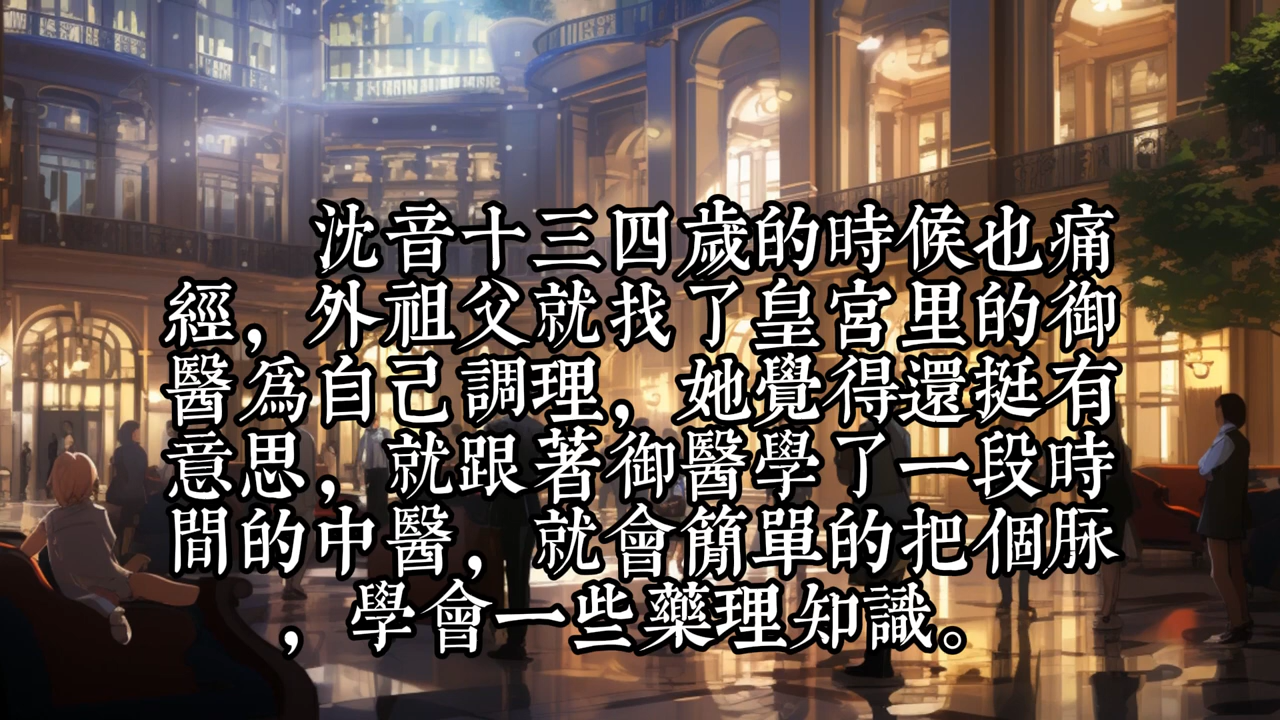 沈音十三四歲的時候也痛
經，外祖父就找了皇宮里的御
醫爲自己調理，她覺得還挺有
意思，就跟著御醫學了一段時
間的中醫，就會簡單的把個脈
，學會一些藥理知識。